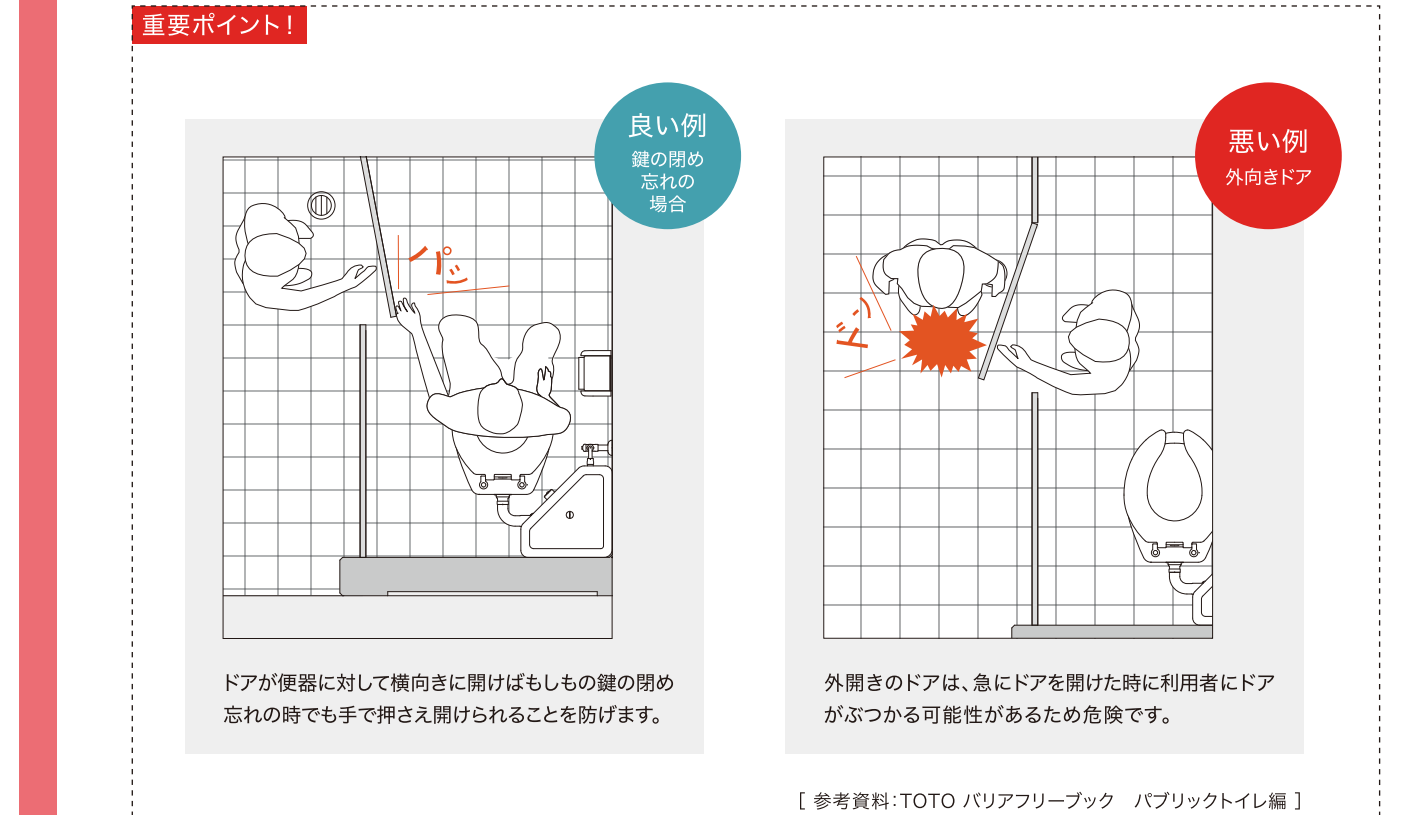 重要ポイント!
良い例
鍵の閉め
忘れの
場合
パシ
ドアが便器に対して横向きに開けばもしもの鍵の閉め
忘れの時でも手で押さえ開けられることを防げます。
悪い例
外向きドア
ドン
外開きのドアは、急にドアを開けた時に利用者にドア
がぶつかる可能性があるため危険です。
[ 参考資料:TOTO バリアフリーブック　パブリックトイレ編 ]